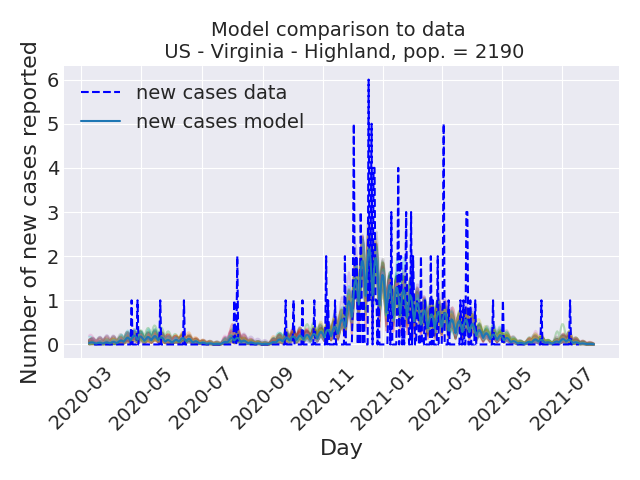 Model comparison to data
US - Virginia - Highland, pop. = 2190
Number of new cases reported
6
5
4
3
2
1
0
new cases data
new cases model
2020-03
2020-05
2020-07
2020-09
2020-11
2021-01
2021-03
2021-05
2021-07
Day